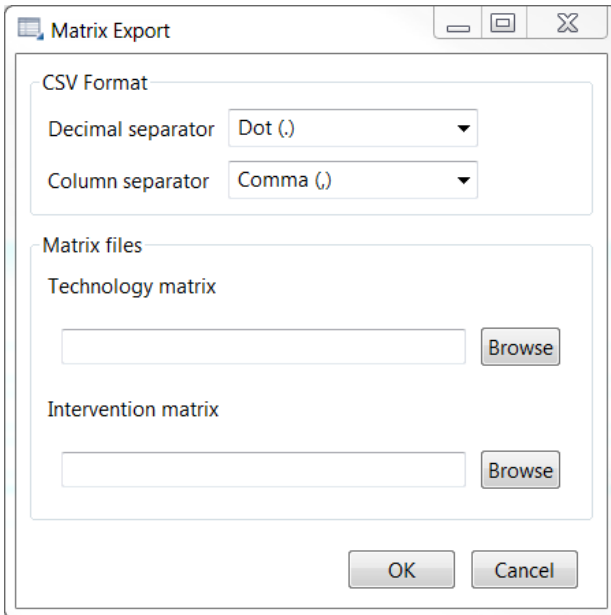 Matrix Export
CSV Format
Decimal separator Dot (.)
Column separator Comma (,)
Matrix files
Technology matrix
Browse
Intervention matrix
Browse
OK Cancel